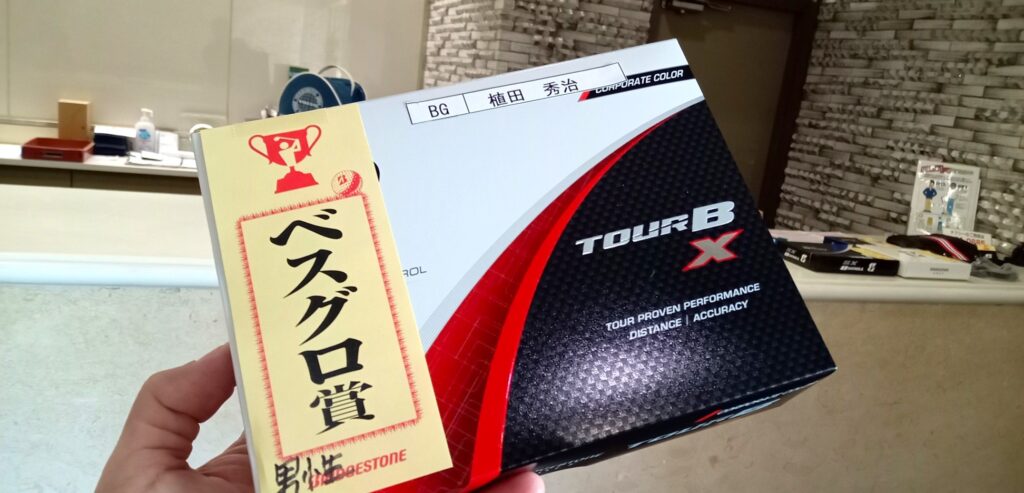 BG 植田 秀治
CORPORATE COLOR
ベスグロ賞
男性
TOUR B
X
TOUR PROVEN PERFORMANCE
DISTANCE | ACCURACY